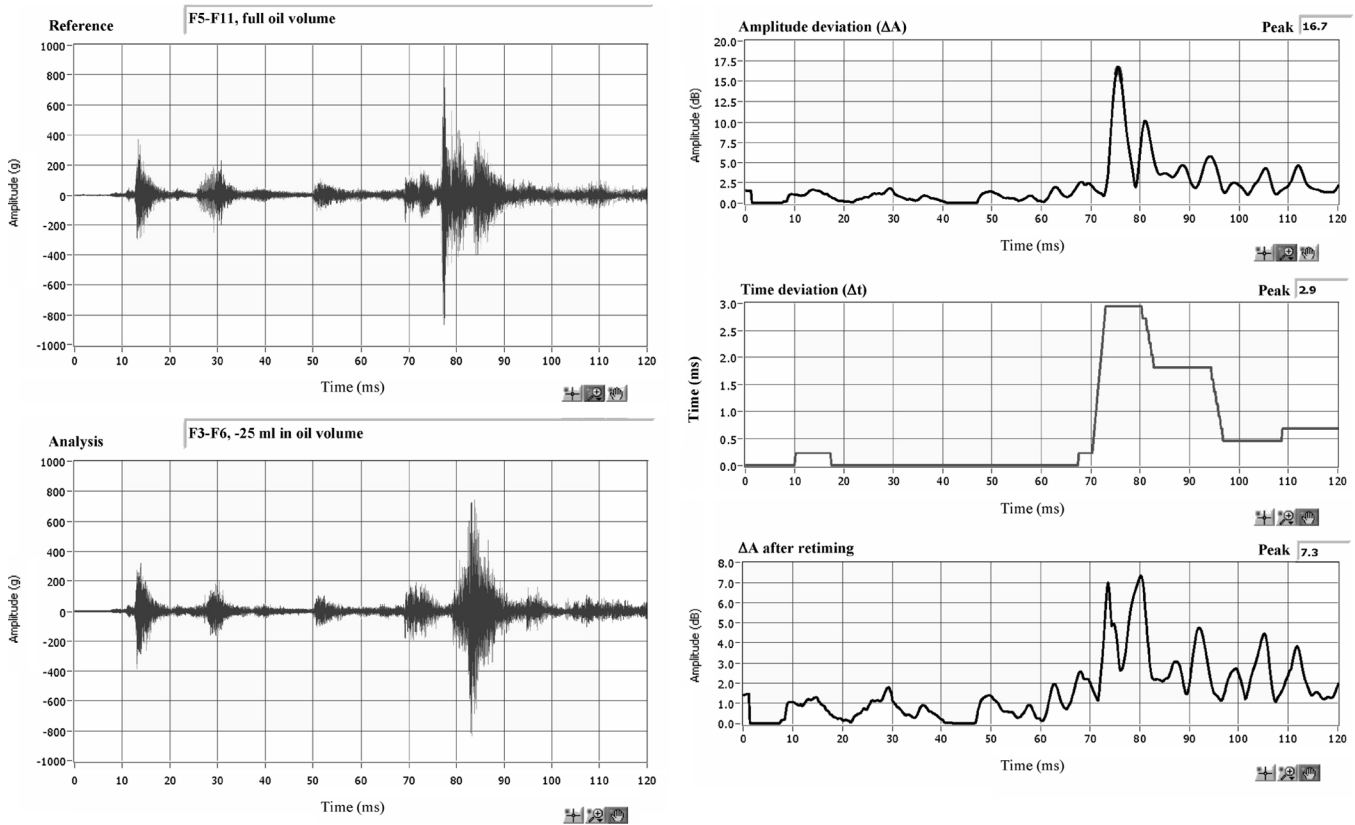 Reference
F5-F11, full oil volume
Amplitude (g)
1000
800
600
400
200
0
-200
-400
-600
-800
-1000
0 10 20 30 40 50 60 70 80 90 100 110 120
Time (ms)
Analysis
F3-F6, -25 ml in oil volume
Amplitude (g)
1000
800
600
400
200
0
-200
-400
-600
-800
-1000
0 10 20 30 40 50 60 70 80 90 100 110 120
Time (ms)
Amplitude deviation (ΔA)
Peak 16.7
Amplitude (dB)
20.0
17.5
15.0
12.5
10.0
7.5
5.0
2.5
0.0
0 10 20 30 40 50 60 70 80 90 100 110 120
Time (ms)
Time deviation (Δt)
Peak 2.9
Time (ms)
3.0
2.5
2.0
1.5
1.0
0.5
0.0
0 10 20 30 40 50 60 70 80 90 100 110 120
Time (ms)
ΔA after retiming
Peak 7.3
Amplitude (dB)
8.0
7.0
6.0
5.0
4.0
3.0
2.0
1.0
0.0
0 10 20 30 40 50 60 70 80 90 100 110 120
Time (ms)